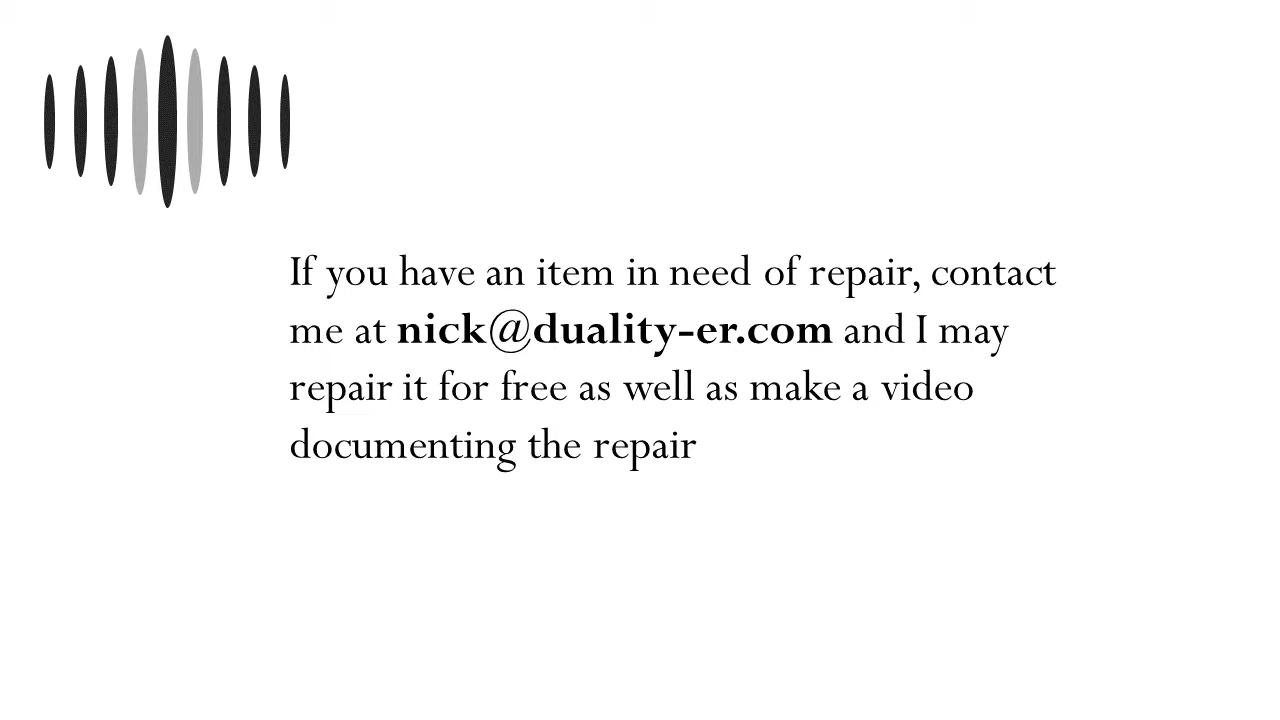 If you have an item in need of repair, contact
me at nick@duality-er.com and I may
repair it for free as well as make a video
documenting the repair